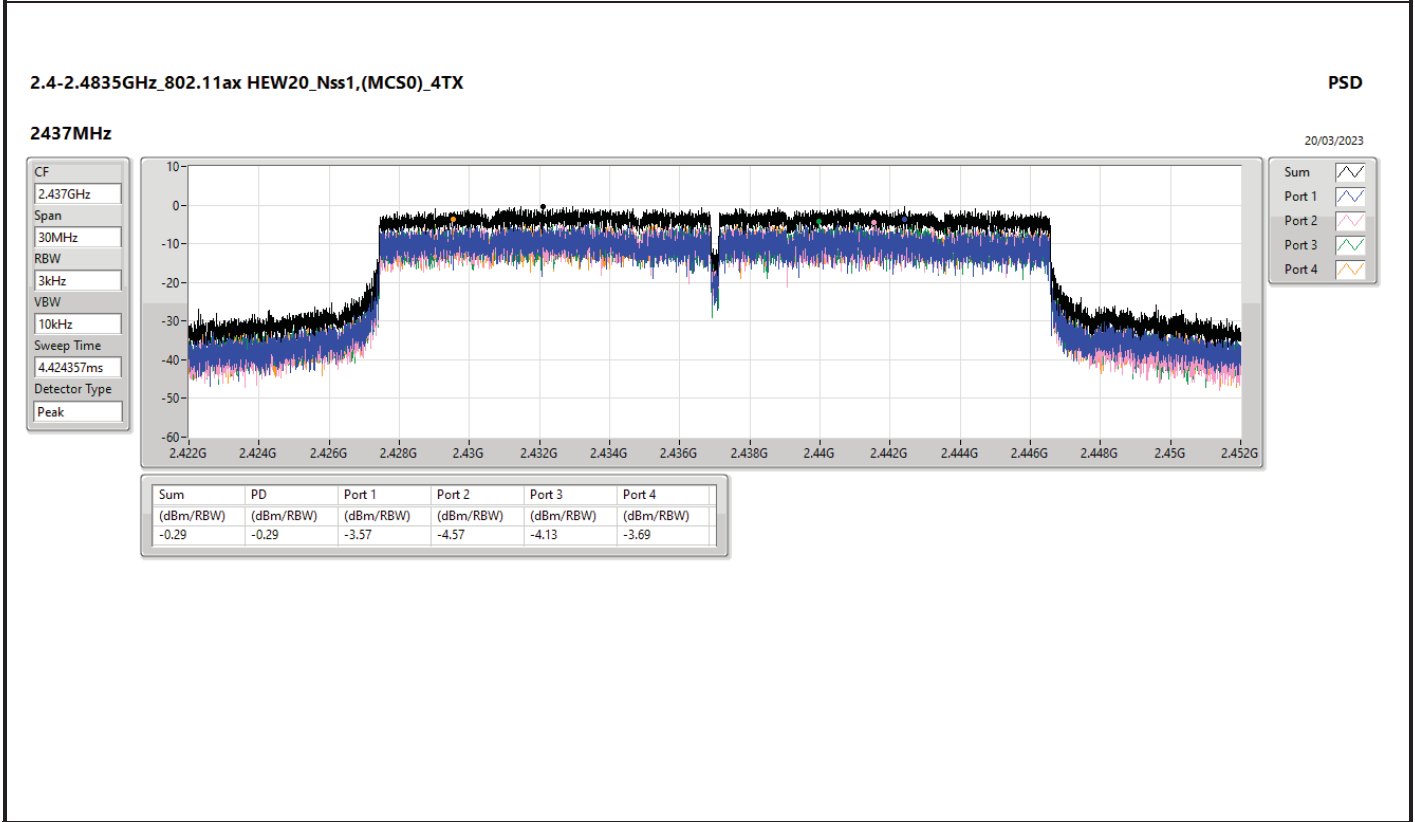 2.4-2.4835GHz_802.11ax HEW20_Nss1,(MCS0)_4TX
PSD
2437MHz
20/03/2023
CF
2.437GHz
Span
30MHz
RBW
3kHz
VBW
10kHz
Sweep Time
4.424357ms
Detector Type
Peak
10
0
-10
-20
-30
-40
-50
-60
2.422G 2.424G 2.426G 2.428G 2.43G 2.432G 2.434G 2.436G 2.438G 2.44G 2.442G 2.444G 2.446G 2.448G 2.45G 2.452G
Sum
Port 1
Port 2
Port 3
Port 4
Sum PD Port 1 Port 2 Port 3 Port 4
(dBm/RBW) (dBm/RBW) (dBm/RBW) (dBm/RBW) (dBm/RBW) (dBm/RBW)
-0.29 -0.29 -3.57 -4.57 -4.13 -3.69